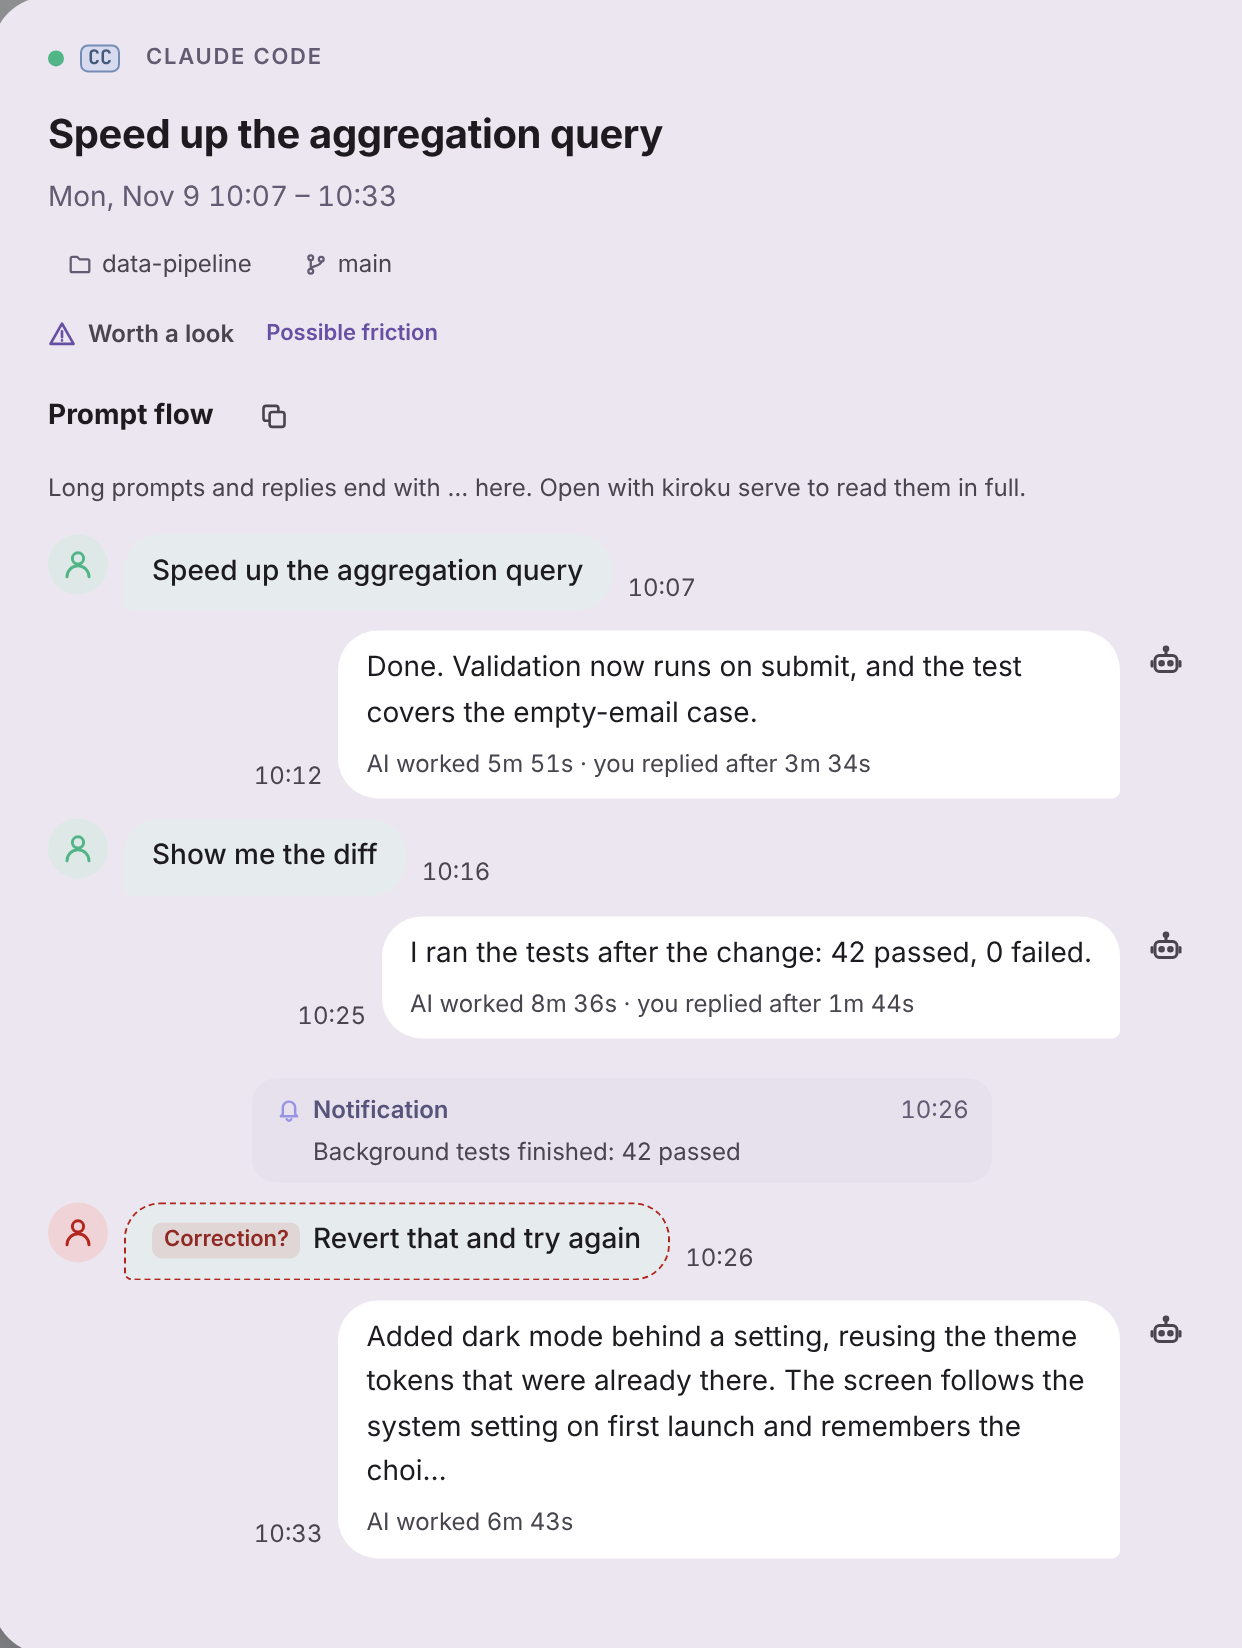 CC CLAUDE CODE
Speed up the aggregation query
Mon, Nov 9 10:07 – 10:33
data-pipeline main
Worth a look Possible friction
Prompt flow
Long prompts and replies end with … here. Open with kiroku serve to read them in full.
Speed up the aggregation query
10:07
Done. Validation now runs on submit, and the test
covers the empty-email case.
AI worked 5m 51s · you replied after 3m 34s
10:12
Show me the diff
10:16
I ran the tests after the change: 42 passed, 0 failed.
AI worked 8m 36s · you replied after 1m 44s
10:25
Notification 10:26
Background tests finished: 42 passed
Correction? Revert that and try again
10:26
Added dark mode behind a setting, reusing the theme
tokens that were already there. The screen follows the
system setting on first launch and remembers the
choi…
AI worked 6m 43s
10:33